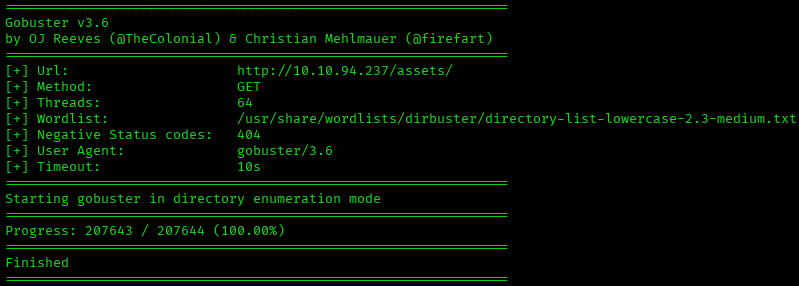 ===============================================================
Gobuster v3.6
by OJ Reeves (@TheColonial) & Christian Mehlmauer (@firefart)
===============================================================
[+] Url:                     http://10.10.94.237/assets/
[+] Method:                  GET
[+] Threads:                 64
[+] Wordlist:                /usr/share/wordlists/dirbuster/directory-list-lowercase-2.3-medium.txt
[+] Negative Status codes:   404
[+] User Agent:              gobuster/3.6
[+] Timeout:                 10s
===============================================================
Starting gobuster in directory enumeration mode
===============================================================
Progress: 207643 / 207644 (100.00%)
===============================================================
Finished
===============================================================